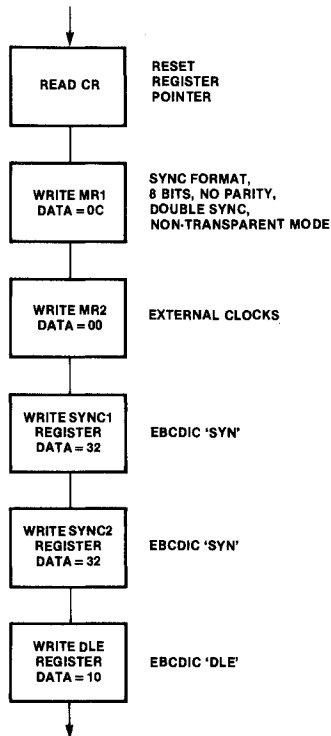 READ CR
RESET
REGISTER
POINTER
WRITE MR1
DATA = 0C
SYNC FORMAT,
8 BITS, NO PARITY,
DOUBLE SYNC,
NON-TRANSPARENT MODE
WRITE MR2
DATA = 00
EXTERNAL CLOCKS
WRITE SYNC1
REGISTER
DATA = 32
EBCDIC ‘SYN’
WRITE SYNC2
REGISTER
DATA = 32
EBCDIC ‘SYN’
WRITE DLE
REGISTER
DATA = 10
EBCDIC ‘DLE’